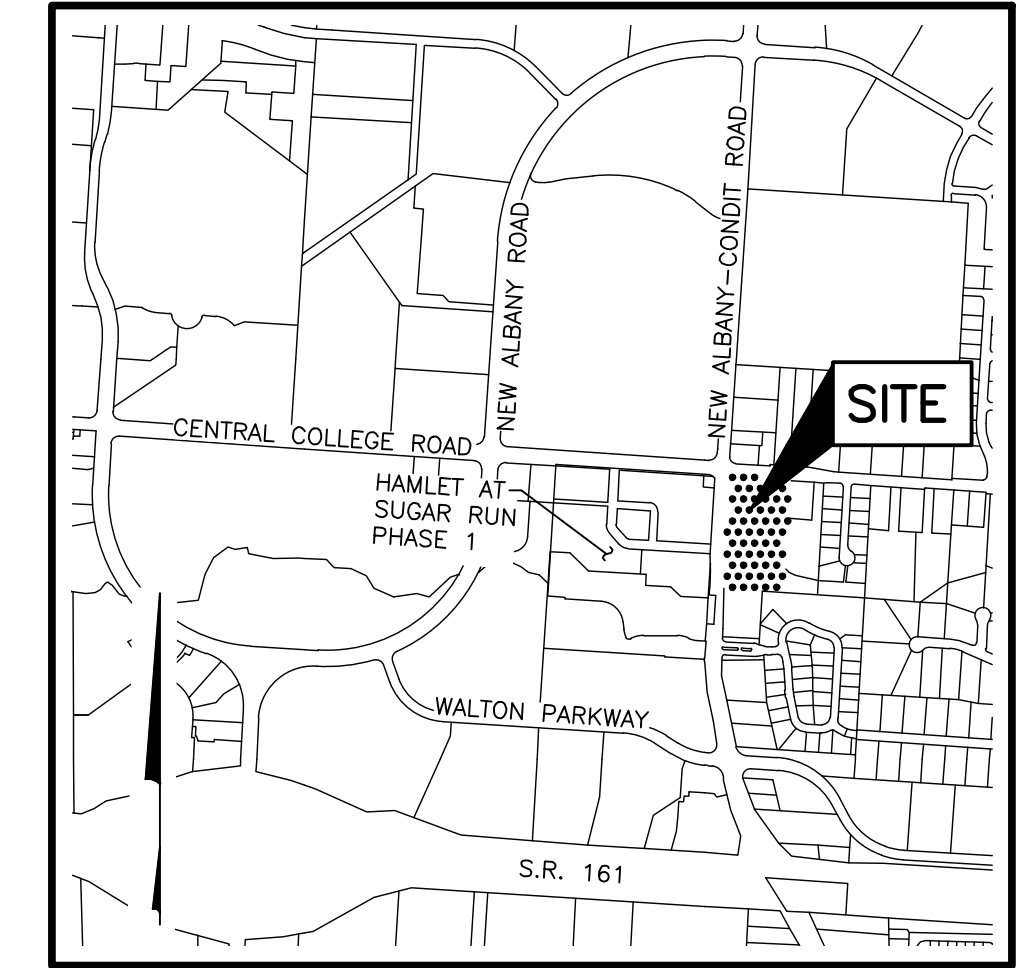 NEW ALBANY-CONDIT ROAD
NEW ALBANY ROAD
SITE
CENTRAL COLLEGE ROAD
HAMLET AT
SUGAR RUN
PHASE 1
WALTON PARKWAY
S.R. 161